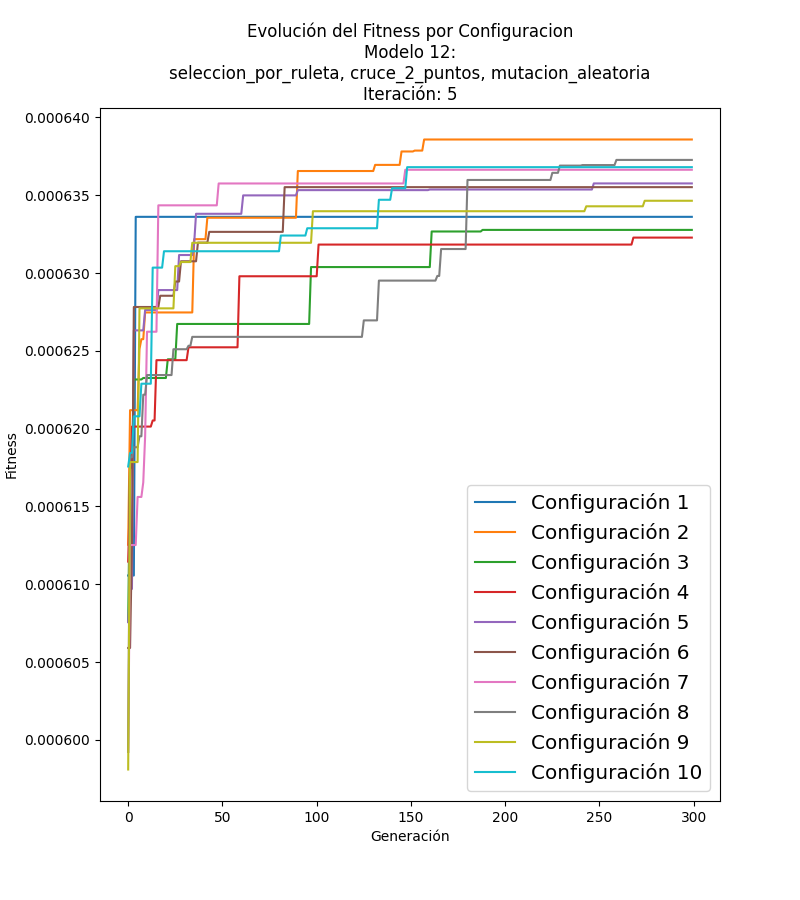 Evolución del Fitness por Configuracion
Modelo 12:
seleccion_por_ruleta, cruce_2_puntos, mutacion_aleatoria
Iteración: 5
0.000640
0.000635
0.000630
0.000625
0.000620
0.000615
0.000610
0.000605
0.000600
Fitness
Configuración 1
Configuración 2
Configuración 3
Configuración 4
Configuración 5
Configuración 6
Configuración 7
Configuración 8
Configuración 9
Configuración 10
0 50 100 150 200 250 300
Generación